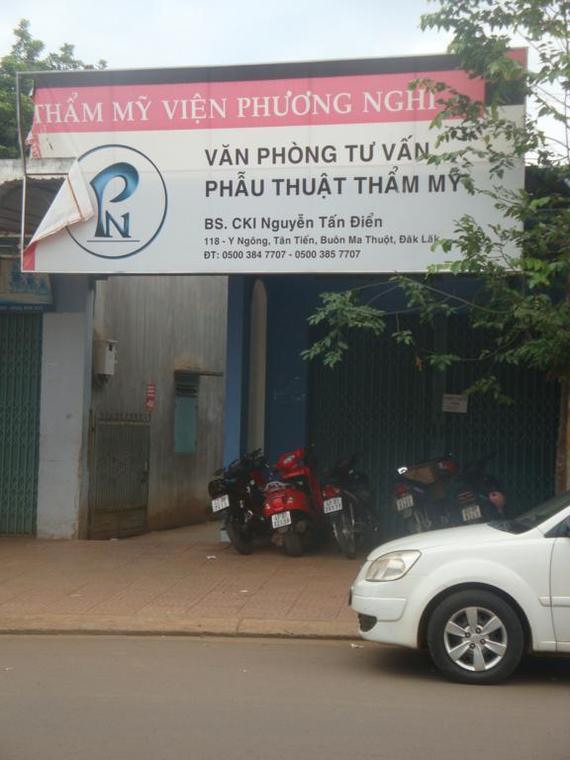 THẨM MỸ VIỆN PHƯƠNG NGHI
PN
VĂN PHÒNG TƯ VẤN
PHẪU THUẬT THẨM MỸ
BS. CKI Nguyễn Tấn Điển
118 - Y Ngông, Tân Tiến, Buôn Ma Thuột, Đăk Lăk
ĐT: 0500 384 7707 - 0500 385 7707